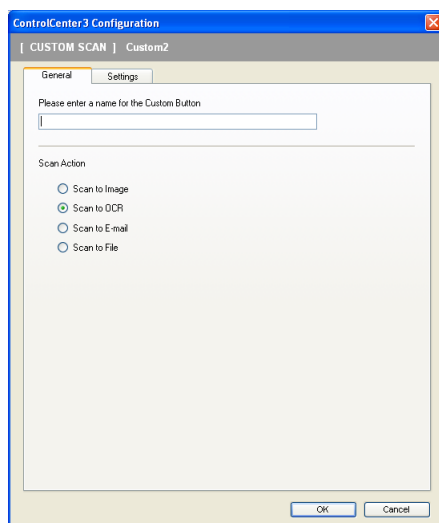 ControlCenter3 Configuration
[ CUSTOM SCAN ] Custom2
General Settings
Please enter a name for the Custom Button
Scan Action
Scan to Image
Scan to OCR
Scan to E-mail
Scan to File
OK Cancel